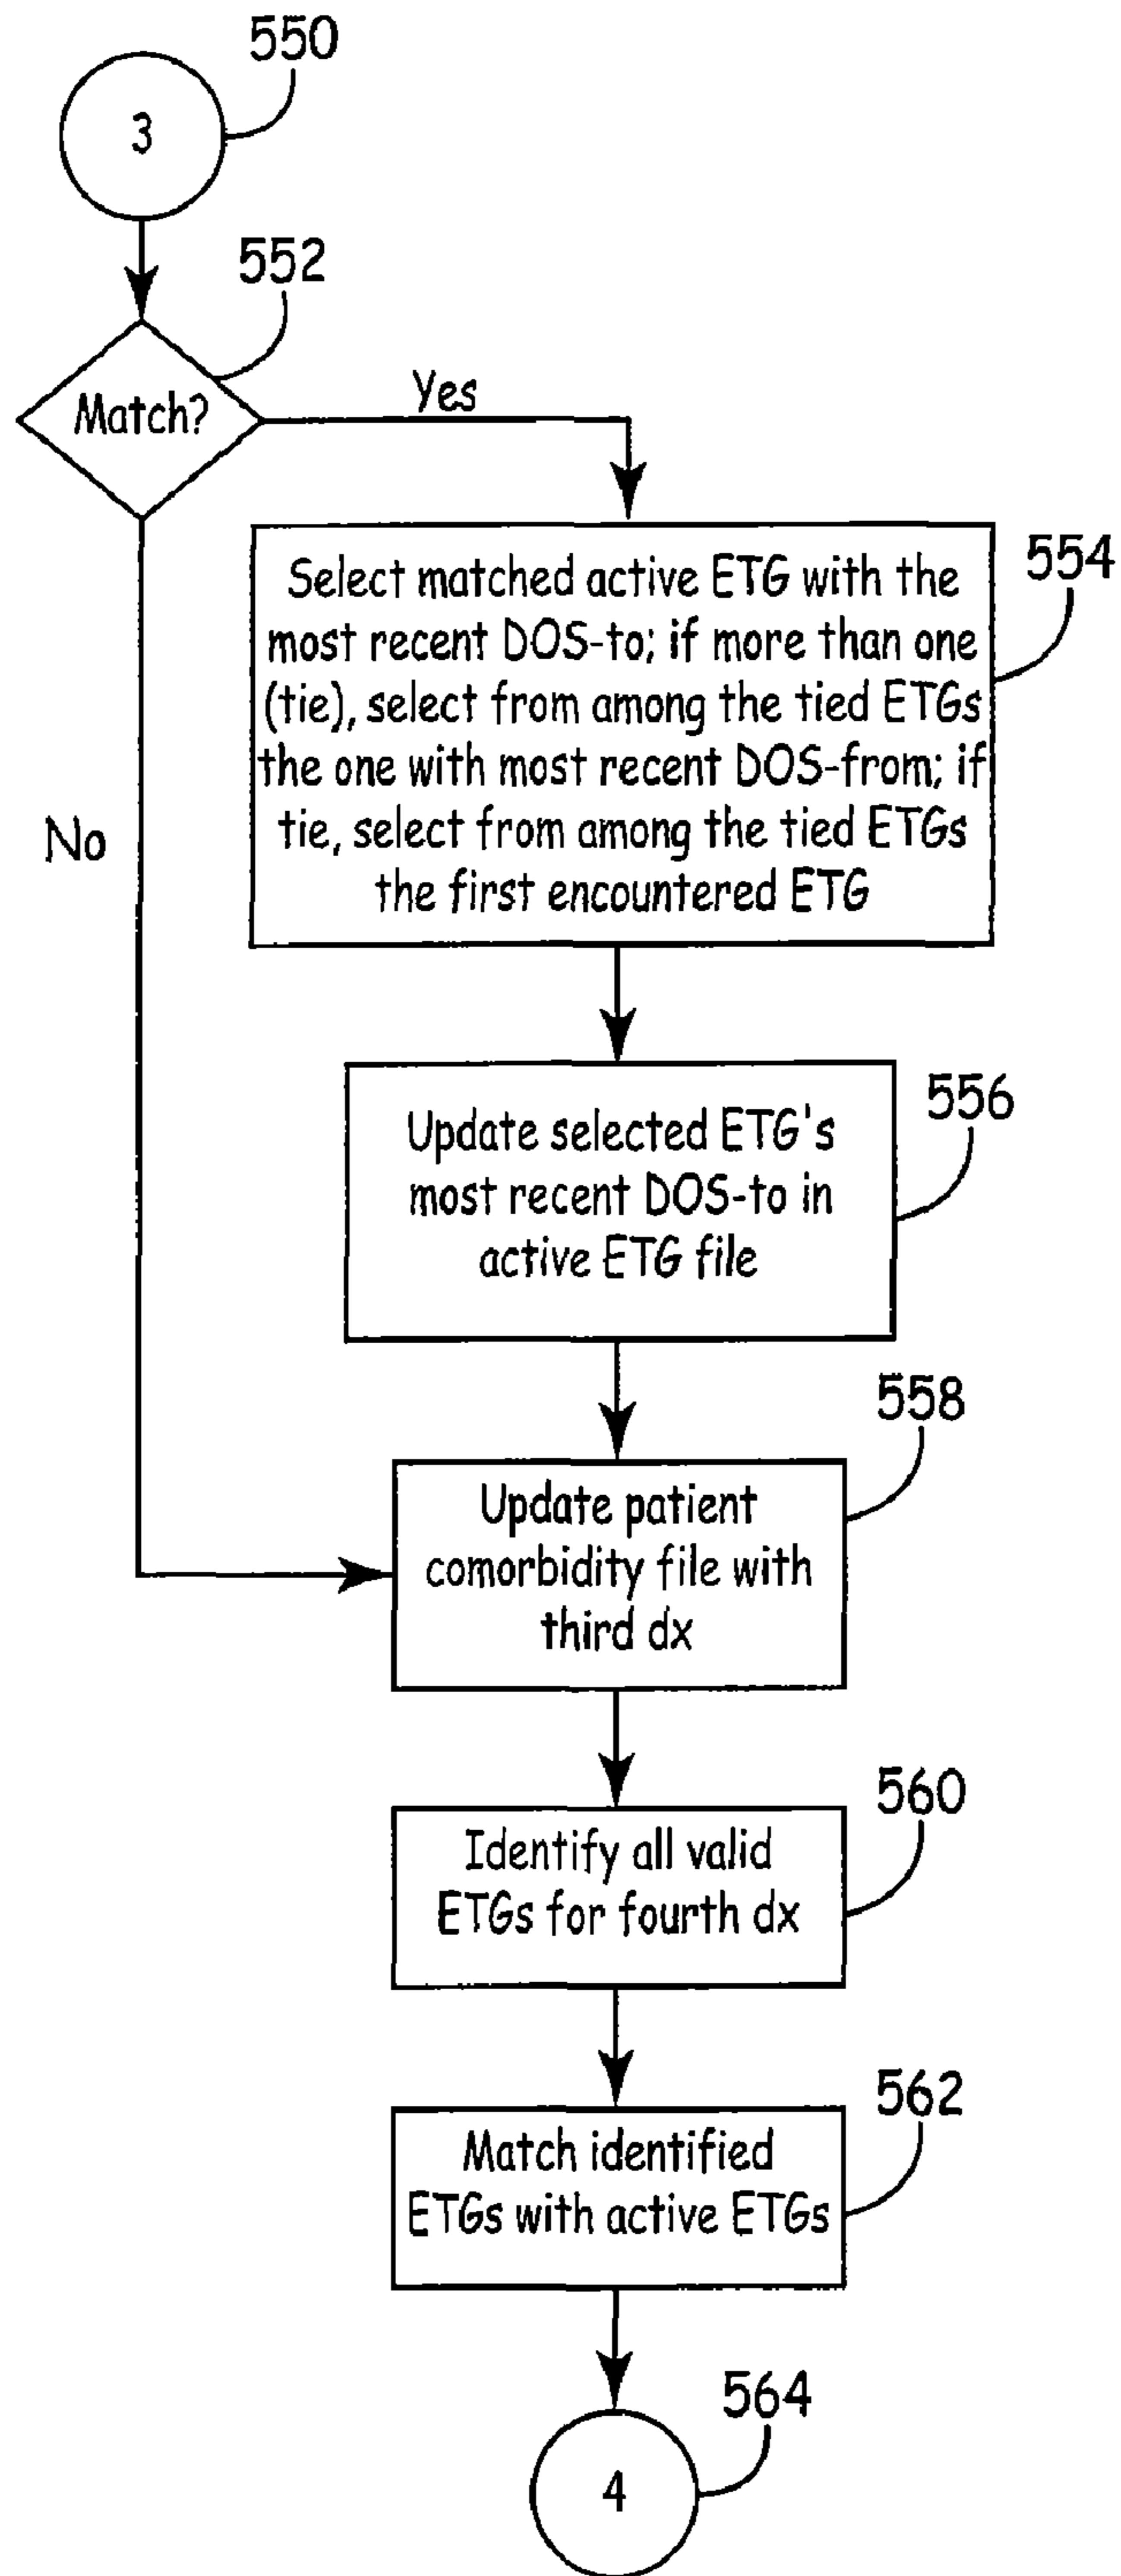 550
3
552
Match?
Yes
554
Select matched active ETG with the
most recent DOS-to; if more than one
(tie), select from among the tied ETGs
the one with most recent DOS-from; if
tie, select from among the tied ETGs
the first encountered ETG
No
556
Update selected ETG's
most recent DOS-to in
active ETG file
558
Update patient
comorbidity file with
third dx
560
Identify all valid
ETGs for fourth dx
562
Match identified
ETGs with active ETGs
564
4